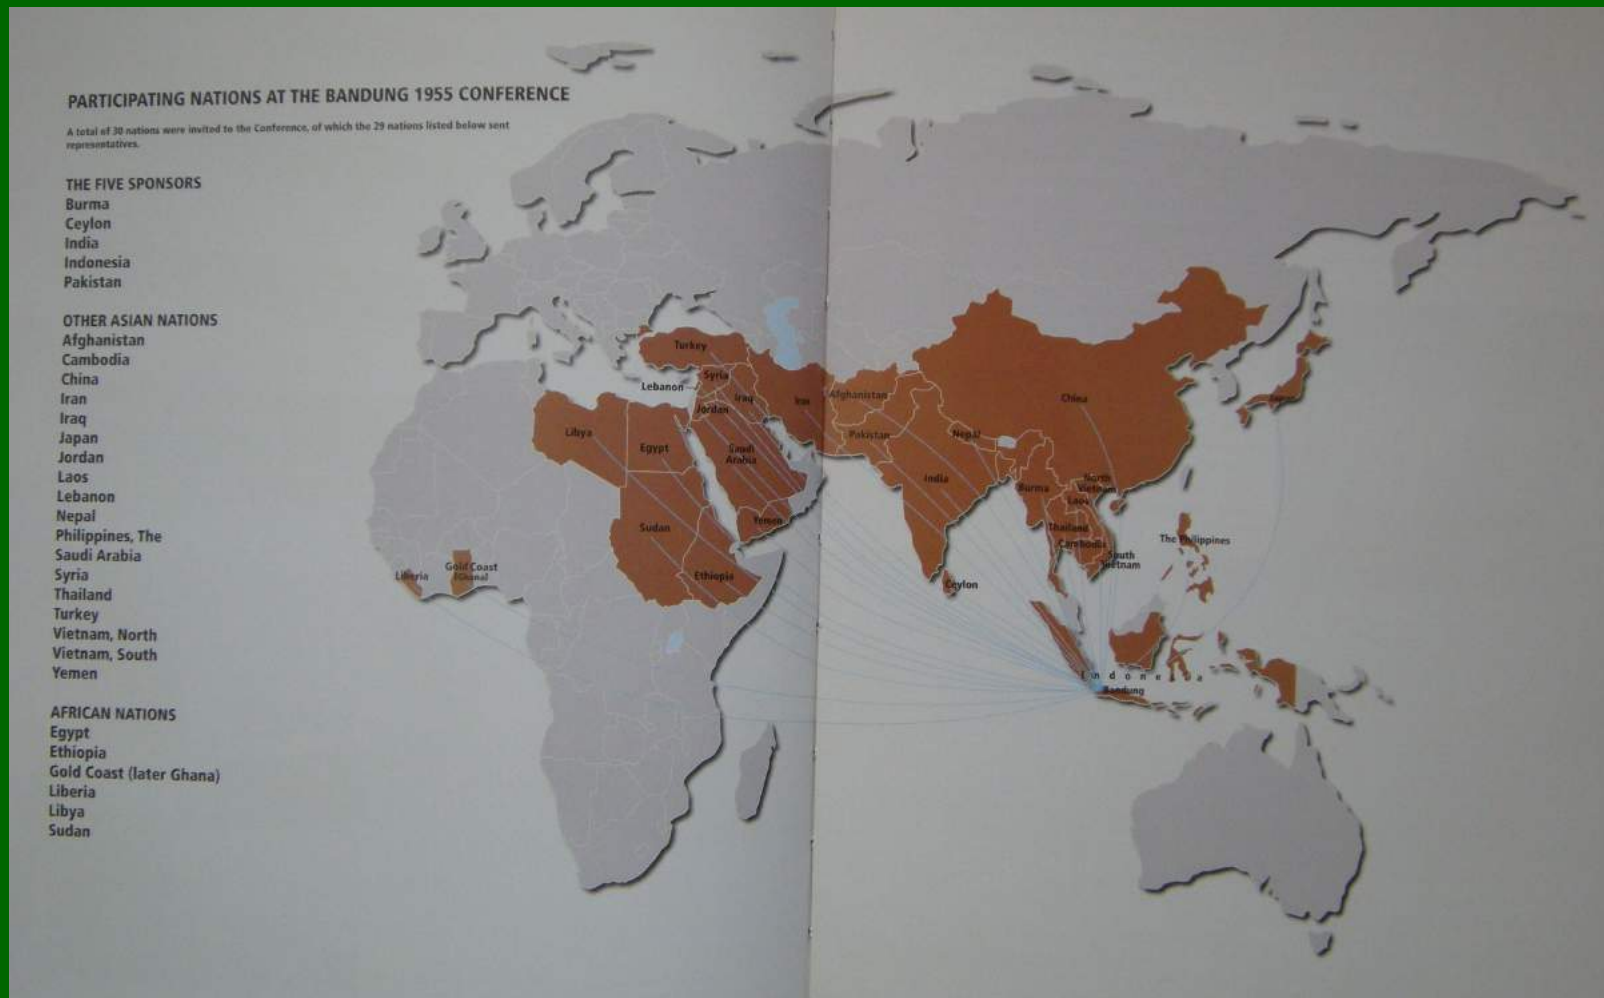 PARTICIPATING NATIONS AT THE BANDUNG 1955 CONFERENCE
A total of 30 nations were invited to the Conference, of which the 29 nations listed below sent
representatives.
THE FIVE SPONSORS
Burma
Ceylon
India
Indonesia
Pakistan
OTHER ASIAN NATIONS
Afghanistan
Cambodia
China
Iran
Iraq
Japan
Jordan
Laos
Lebanon
Nepal
Philippines, The
Saudi Arabia
Syria
Thailand
Turkey
Vietnam, North
Vietnam, South
Yemen
AFRICAN NATIONS
Egypt
Ethiopia
Gold Coast (later Ghana)
Liberia
Libya
Sudan
Turkey
Syria
Lebanon
Iraq
Iran
Jordan
Afghanistan
China
Japan
Libya
Egypt
Saudi
Arabia
Pakistan
Nepal
India
Burma
North
Vietnam
Laos
Sudan
Yemen
Thailand
Cambodia
South
Vietnam
The Philippines
Liberia
Gold Coast
(Ghana)
Ethiopia
Ceylon
Indonesia
Bandung